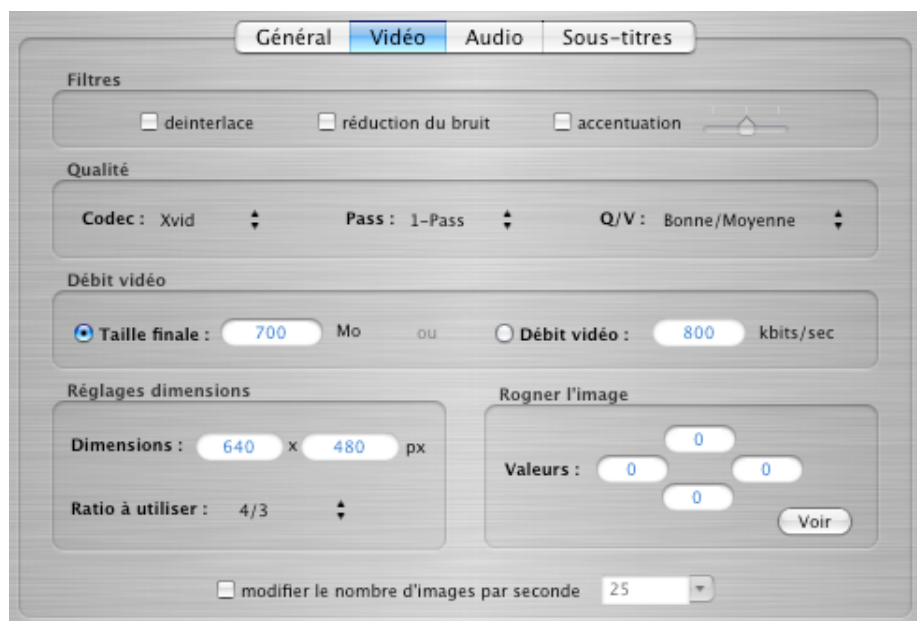 Général Vidéo Audio Sous-titres
Filtres
deinterlace réduction du bruit accentuation
Qualité
Codec : Xvid Pass : 1-Pass Q/V : Bonne/Moyenne
Débit vidéo
Taille finale : 700 Mo ou Débit vidéo : 800 kbits/sec
Réglages dimensions
Dimensions : 640 x 480 px
Ratio à utiliser : 4/3
Rogner l'image
0
Valeurs : 0 0
0
Voir
modifier le nombre d'images par seconde 25